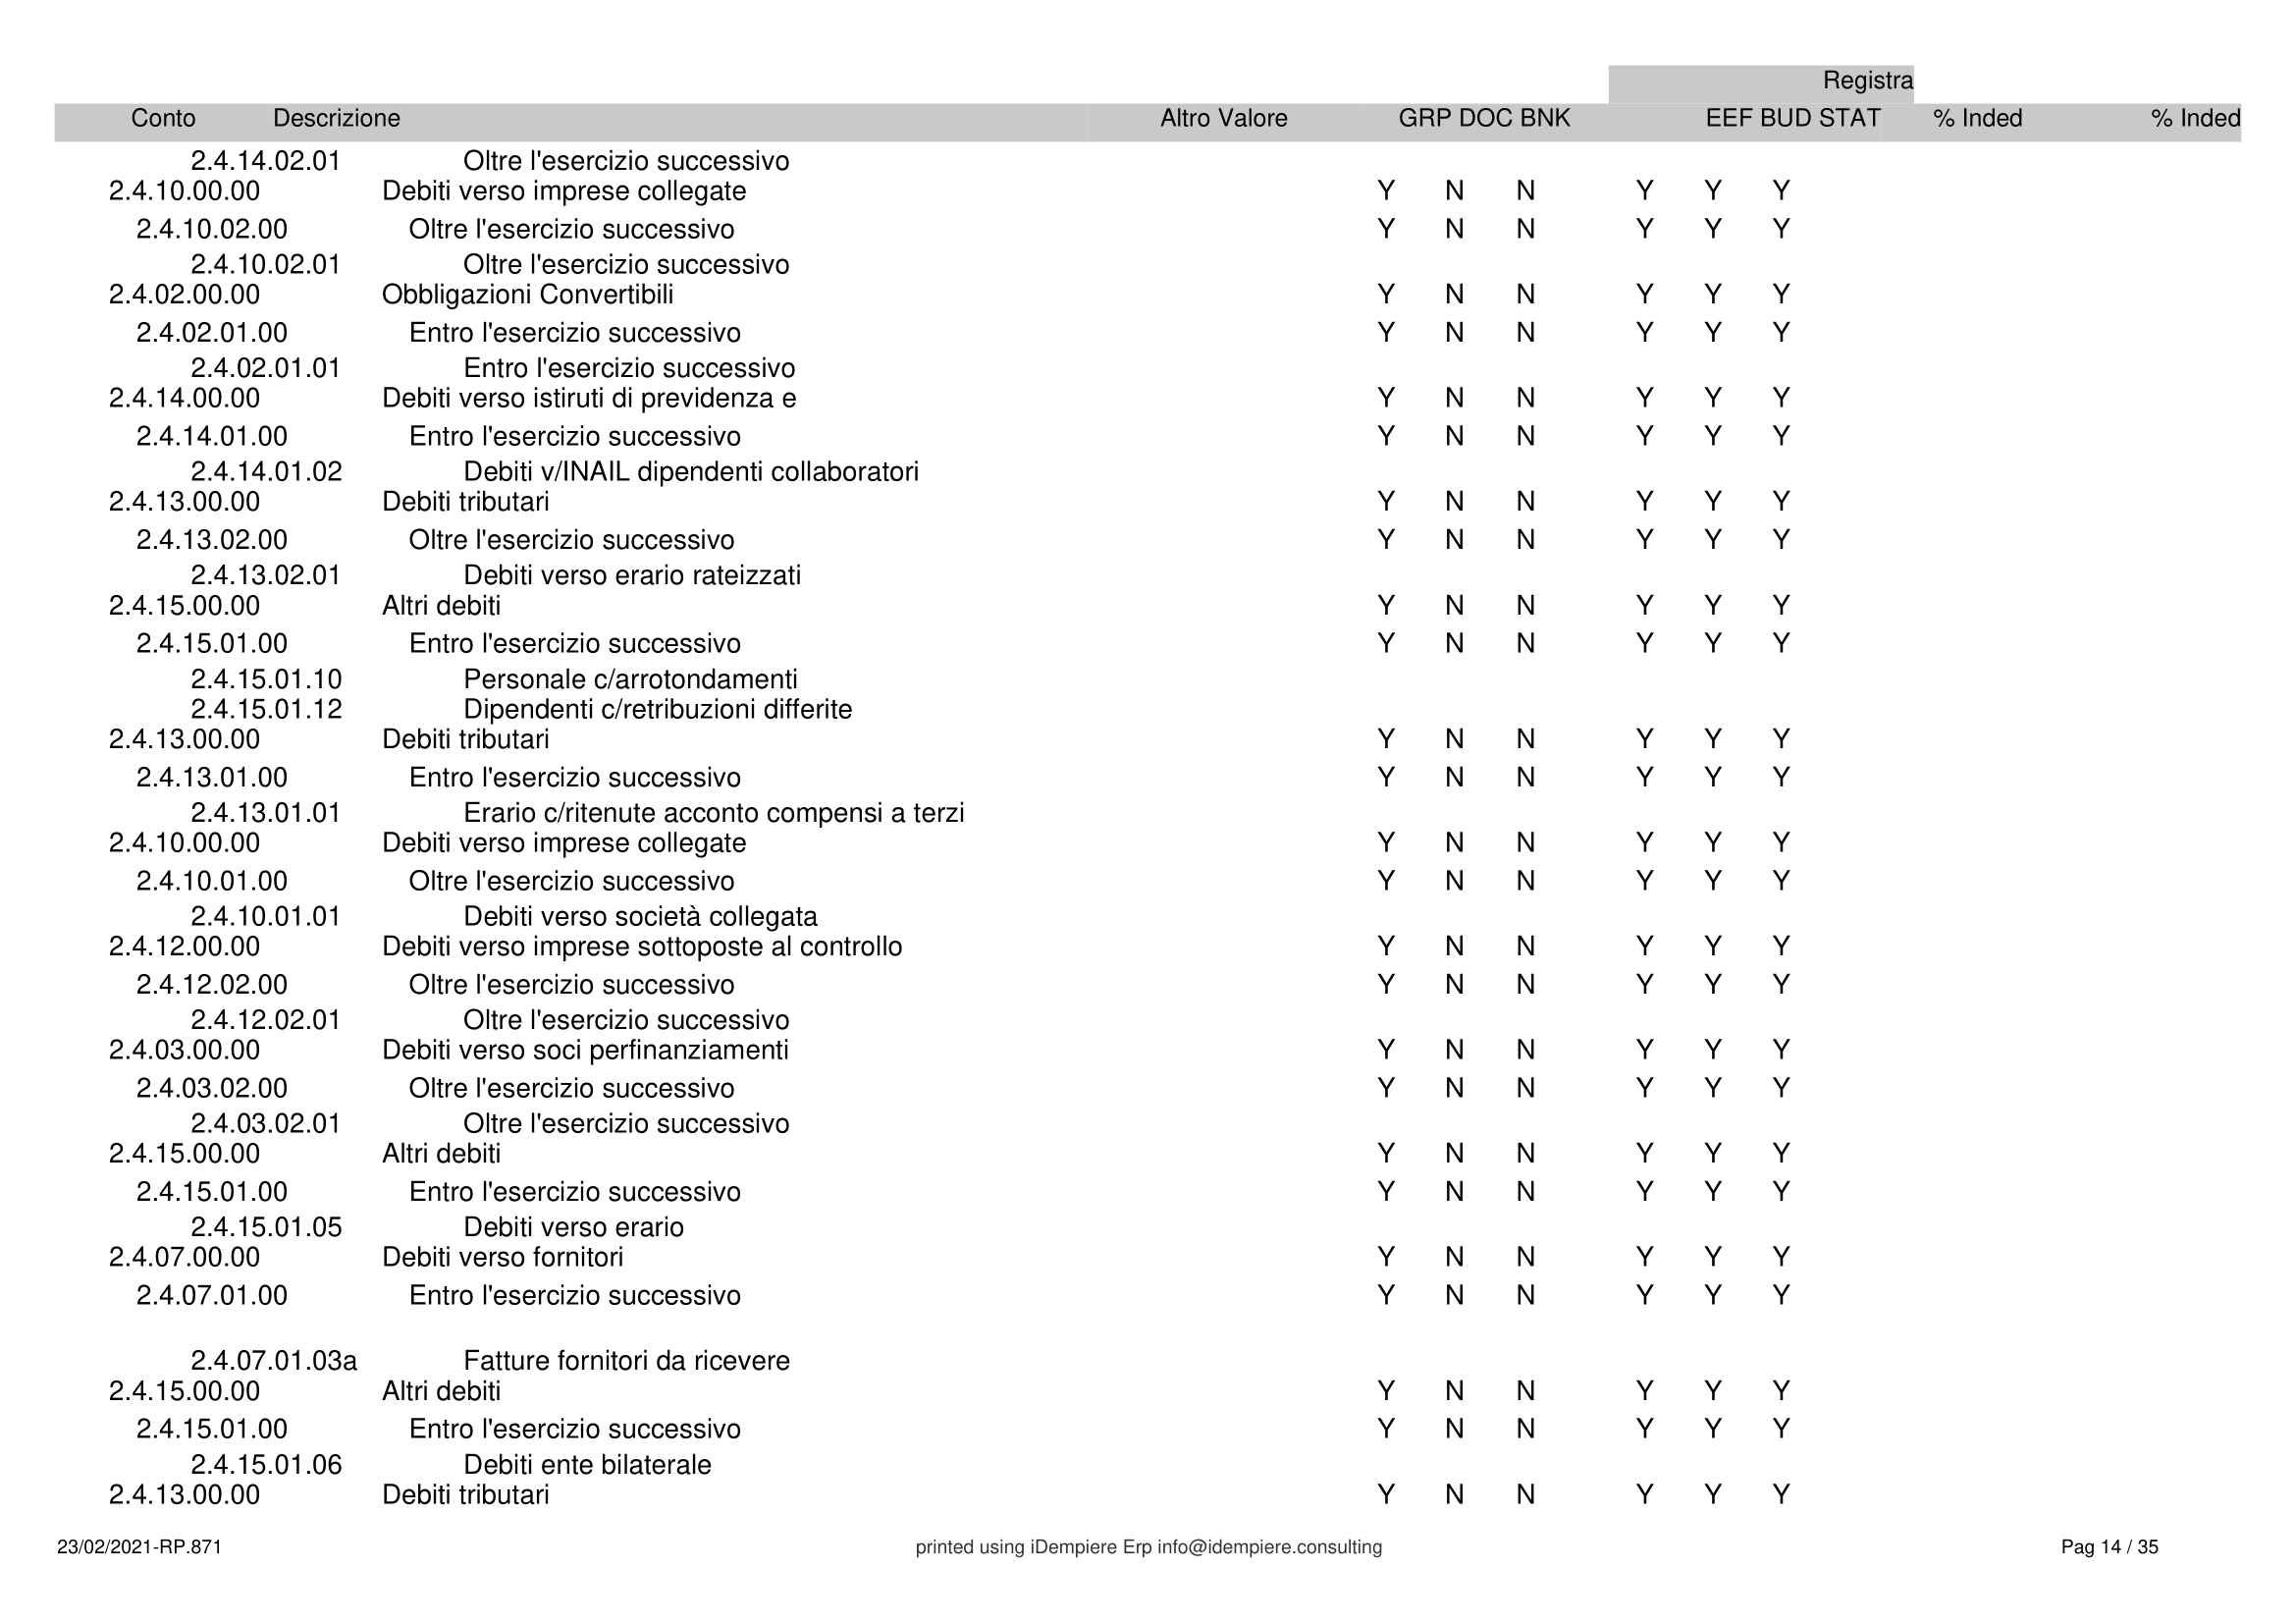 Registra
Conto Descrizione Altro Valore GRP DOC BNK EEF BUD STAT % Inded % Inded
2.4.14.02.01 Oltre l'esercizio successivo
2.4.10.00.00 Debiti verso imprese collegate Y N N Y Y Y
2.4.10.02.00 Oltre l'esercizio successivo Y N N Y Y Y
2.4.10.02.01 Oltre l'esercizio successivo
2.4.02.00.00 Obbligazioni Convertibili Y N N Y Y Y
2.4.02.01.00 Entro l'esercizio successivo Y N N Y Y Y
2.4.02.01.01 Entro l'esercizio successivo
2.4.14.00.00 Debiti verso istiruti di previdenza e Y N N Y Y Y
2.4.14.01.00 Entro l'esercizio successivo Y N N Y Y Y
2.4.14.01.02 Debiti v/INAIL dipendenti collaboratori
2.4.13.00.00 Debiti tributari Y N N Y Y Y
2.4.13.02.00 Oltre l'esercizio successivo Y N N Y Y Y
2.4.13.02.01 Debiti verso erario rateizzati
2.4.15.00.00 Altri debiti Y N N Y Y Y
2.4.15.01.00 Entro l'esercizio successivo Y N N Y Y Y
2.4.15.01.10 Personale c/arrotondamenti
2.4.15.01.12 Dipendenti c/retribuzioni differite
2.4.13.00.00 Debiti tributari Y N N Y Y Y
2.4.13.01.00 Entro l'esercizio successivo Y N N Y Y Y
2.4.13.01.01 Erario c/ritenute acconto compensi a terzi
2.4.10.00.00 Debiti verso imprese collegate Y N N Y Y Y
2.4.10.01.00 Oltre l'esercizio successivo Y N N Y Y Y
2.4.10.01.01 Debiti verso società collegata
2.4.12.00.00 Debiti verso imprese sottoposte al controllo Y N N Y Y Y
2.4.12.02.00 Oltre l'esercizio successivo Y N N Y Y Y
2.4.12.02.01 Oltre l'esercizio successivo
2.4.03.00.00 Debiti verso soci perfinanziamenti Y N N Y Y Y
2.4.03.02.00 Oltre l'esercizio successivo Y N N Y Y Y
2.4.03.02.01 Oltre l'esercizio successivo
2.4.15.00.00 Altri debiti Y N N Y Y Y
2.4.15.01.00 Entro l'esercizio successivo Y N N Y Y Y
2.4.15.01.05 Debiti verso erario
2.4.07.00.00 Debiti verso fornitori Y N N Y Y Y
2.4.07.01.00 Entro l'esercizio successivo Y N N Y Y Y
2.4.07.01.03a Fatture fornitori da ricevere
2.4.15.00.00 Altri debiti Y N N Y Y Y
2.4.15.01.00 Entro l'esercizio successivo Y N N Y Y Y
2.4.15.01.06 Debiti ente bilaterale
2.4.13.00.00 Debiti tributari Y N N Y Y Y
23/02/2021-RP.871 printed using iDempiere Erp info@idempiere.consulting Pag 14 / 35